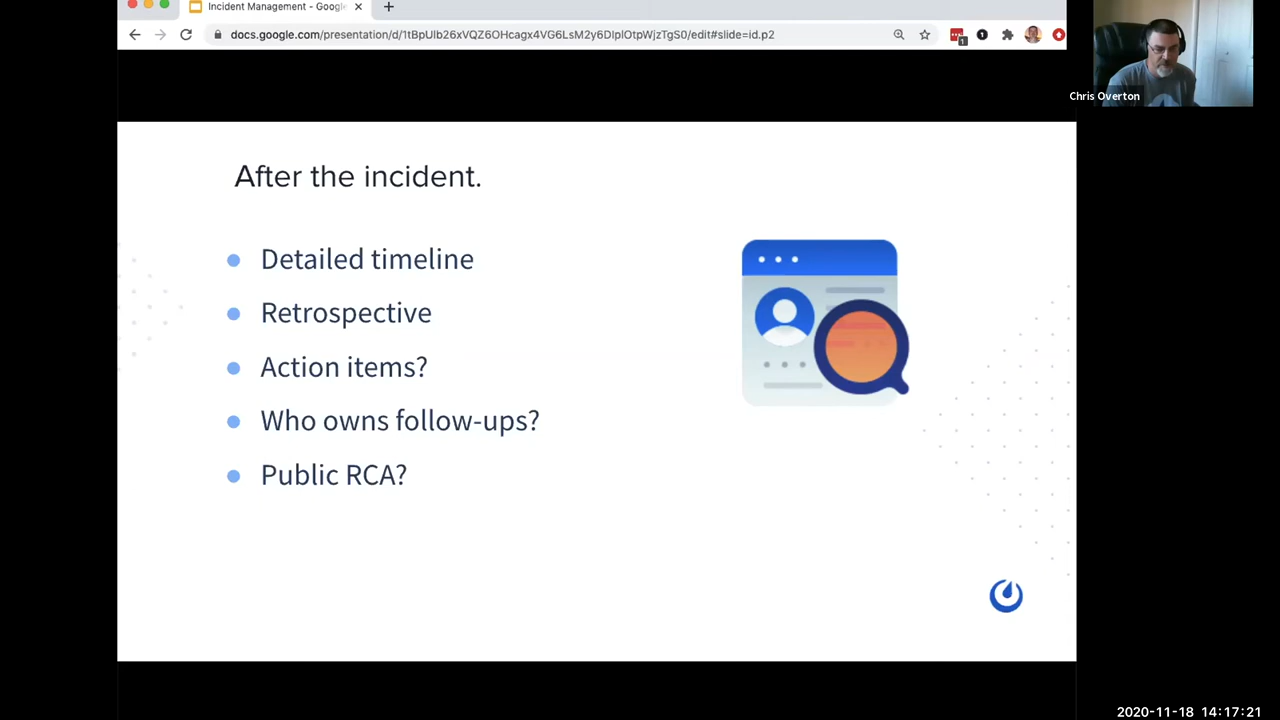 Incident Management - Googl
docs.google.com/presentation/d/1tBpUlb26xVQZ6OHcagx4VG6LsM2y6DlplOtpWjzTgS0/edit#slide=id.p2
1
Chris Overton
After the incident.
Detailed timeline
Retrospective
Action items?
Who owns follow-ups?
Public RCA?
2020-11-18 14:17:21